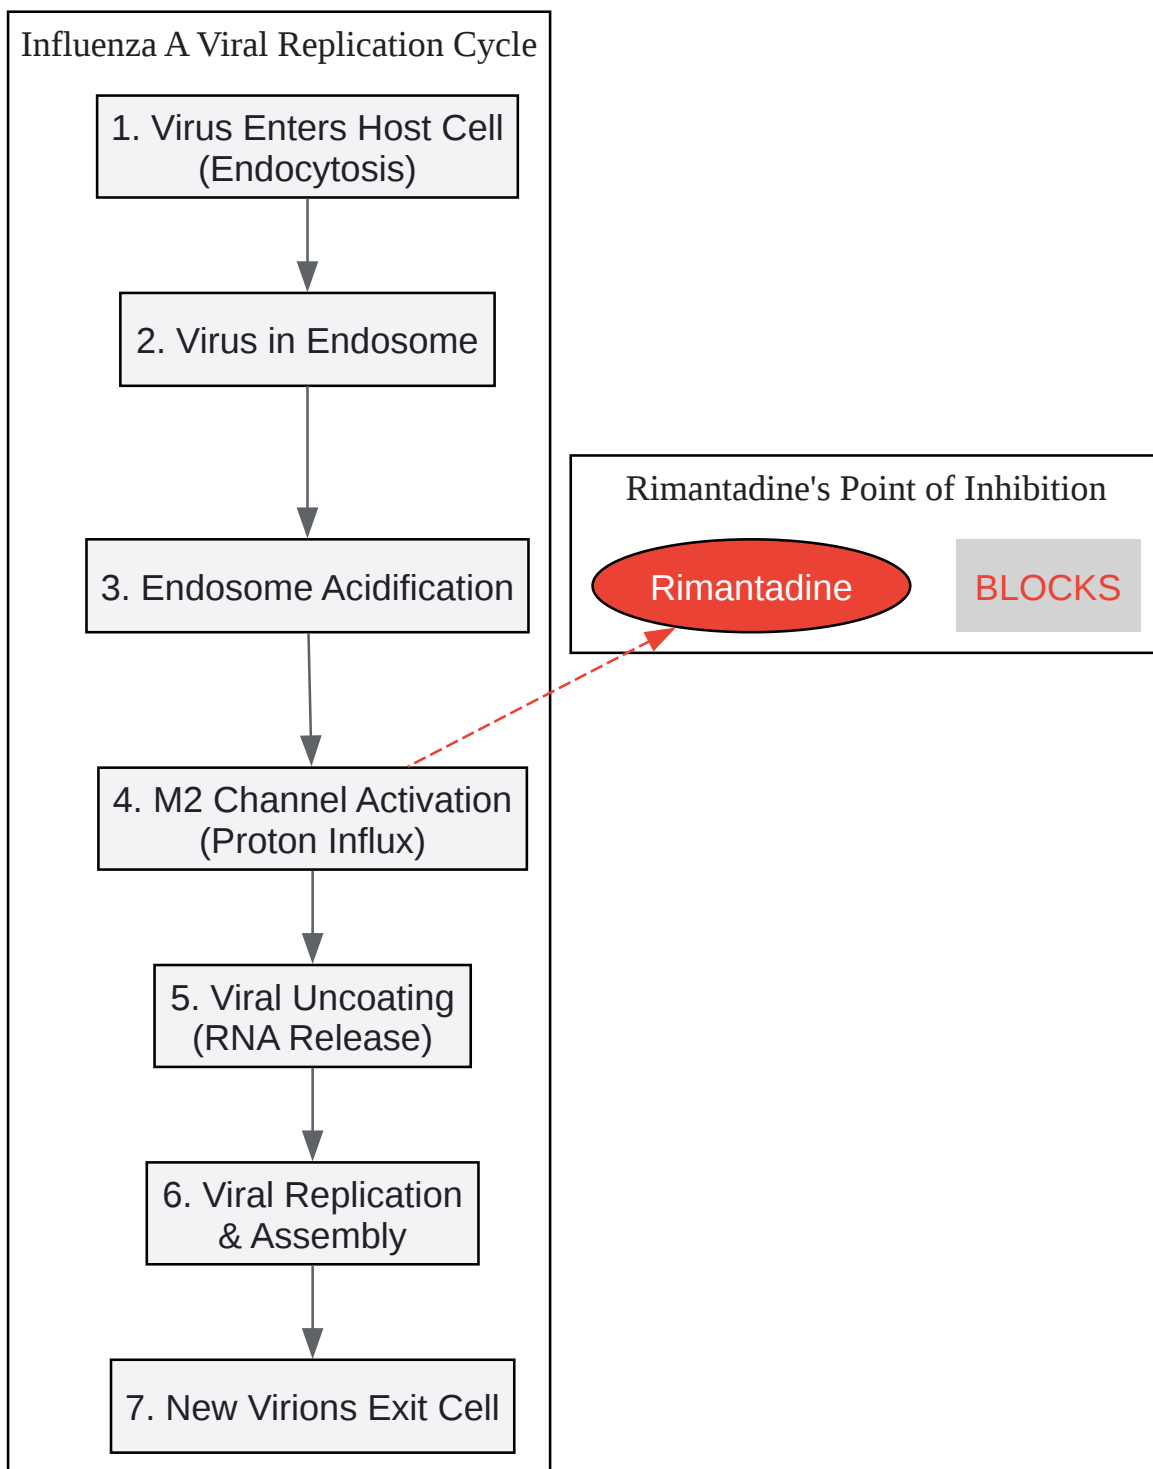 Influenza A Viral Replication Cycle
1. Virus Enters Host Cell
(Endocytosis)
2. Virus in Endosome
3. Endosome Acidification
4. M2 Channel Activation
(Proton Influx)
5. Viral Uncoating
(RNA Release)
6. Viral Replication
& Assembly
7. New Virions Exit Cell
Rimantadine's Point of Inhibition
Rimantadine
BLOCKS